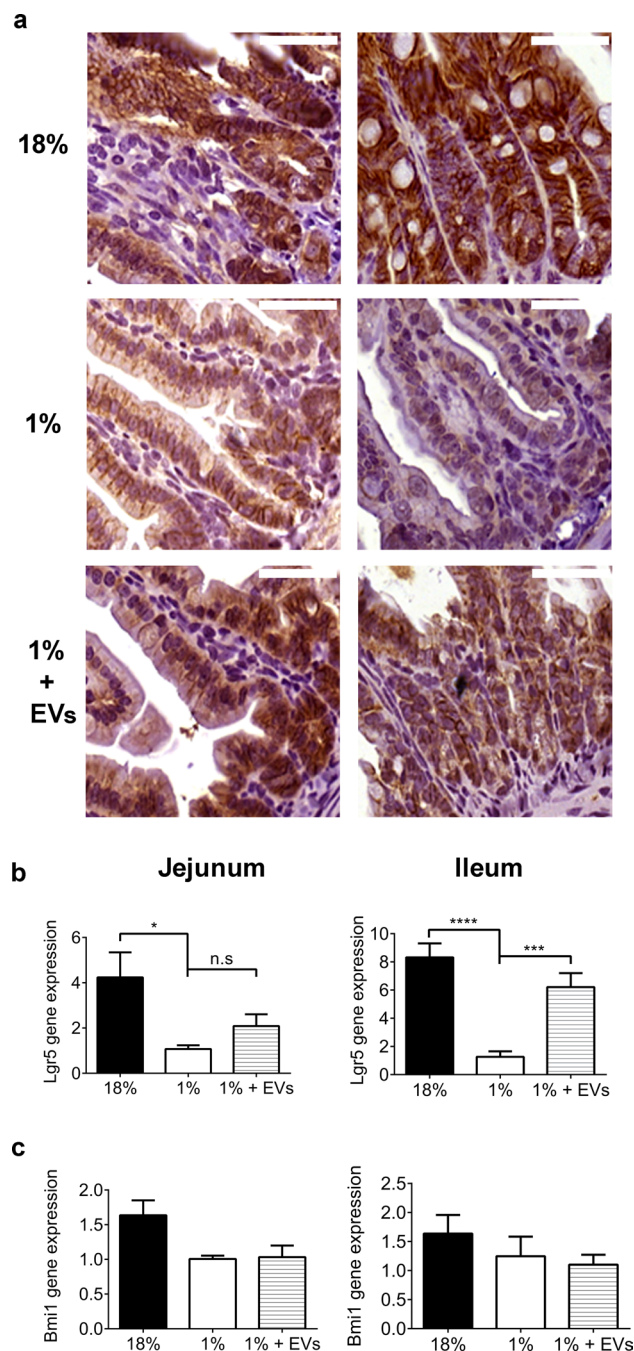 a
18%
1%
1%
+
EVs
b
Jejunum
Ileum
Lgr5 gene expression
6
4
2
0
*
n.s
18%
1%
1% + EVs
Lgr5 gene expression
10
8
6
4
2
0
****
***
18%
1%
1% + EVs
c
Bmi1 gene expression
2.0
1.5
1.0
0.5
0.0
18%
1%
1% + EVs
Bmi1 gene expression
2.5
2.0
1.5
1.0
0.5
0.0
18%
1%
1% + EVs